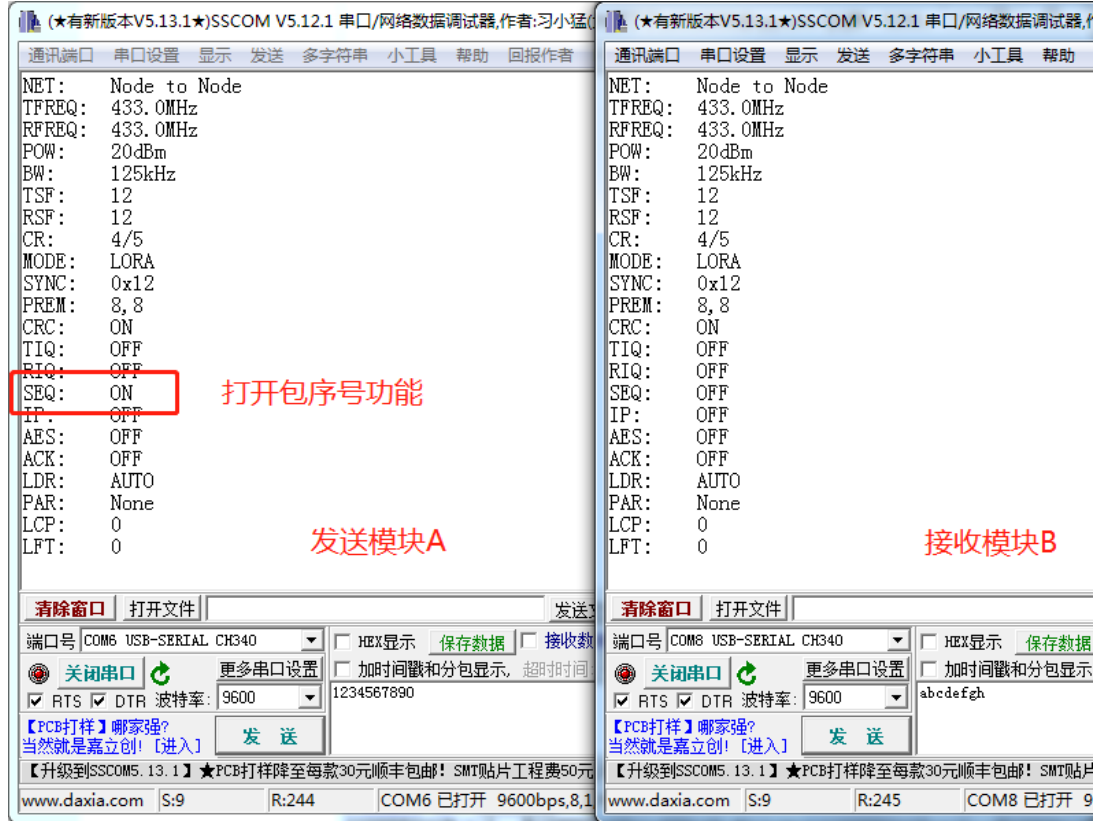 (★有新版本V5.13.1★)SSCOM V5.12.1 串口/网络数据调试器,作者:习小猛(
通讯端口 串口设置 显示 发送 多字符串 小工具 帮助 回报作者
NET: Node to Node
TFREQ: 433.0MHz
RFREQ: 433.0MHz
POW: 20dBm
BW: 125kHz
TSF: 12
RSF: 12
CR: 4/5
MODE: LORA
SYNC: 0x12
PREM: 8,8
CRC: ON
TIQ: OFF
RIQ: OFF
SEQ: ON
打开包序号功能
IP: OFF
AES: OFF
ACK: OFF
LDR: AUTO
PAR: None
LCP: 0
LFT: 0
发送模块A
清除窗口 打开文件 发送
端口号 COM6 USB-SERIAL CH340 HEX显示 保存数据 接收数
关闭串口 更多串口设置 加时间戳和分包显示, 超时时间
RTS DTR 波特率: 9600 1234567890
【PCB打样】哪家强?
当然就是嘉立创! [进入]
发 送
【升级到SSCOM5.13.1】★PCB打样降至每款30元顺丰包邮! SMT贴片工程费50元
www.daxia.com S:9 R:244 COM6 已打开 9600bps,8,1
(★有新版本V5.13.1★)SSCOM V5.12.1 串口/网络数据调试器,
通讯端口 串口设置 显示 发送 多字符串 小工具 帮助
NET: Node to Node
TFREQ: 433.0MHz
RFREQ: 433.0MHz
POW: 20dBm
BW: 125kHz
TSF: 12
RSF: 12
CR: 4/5
MODE: LORA
SYNC: 0x12
PREM: 8,8
CRC: ON
TIQ: OFF
RIQ: OFF
SEQ: OFF
IP: OFF
AES: OFF
ACK: OFF
LDR: AUTO
PAR: None
LCP: 0
LFT: 0
接收模块B
清除窗口 打开文件
端口号 COM8 USB-SERIAL CH340 HEX显示 保存数据
关闭串口 更多串口设置 加时间戳和分包显示
RTS DTR 波特率: 9600 abcdefgh
【PCB打样】哪家强?
当然就是嘉立创! [进入]
发 送
【升级到SSCOM5.13.1】★PCB打样降至每款30元顺丰包邮! SMT贴片
www.daxia.com S:9 R:245 COM8 已打开 9